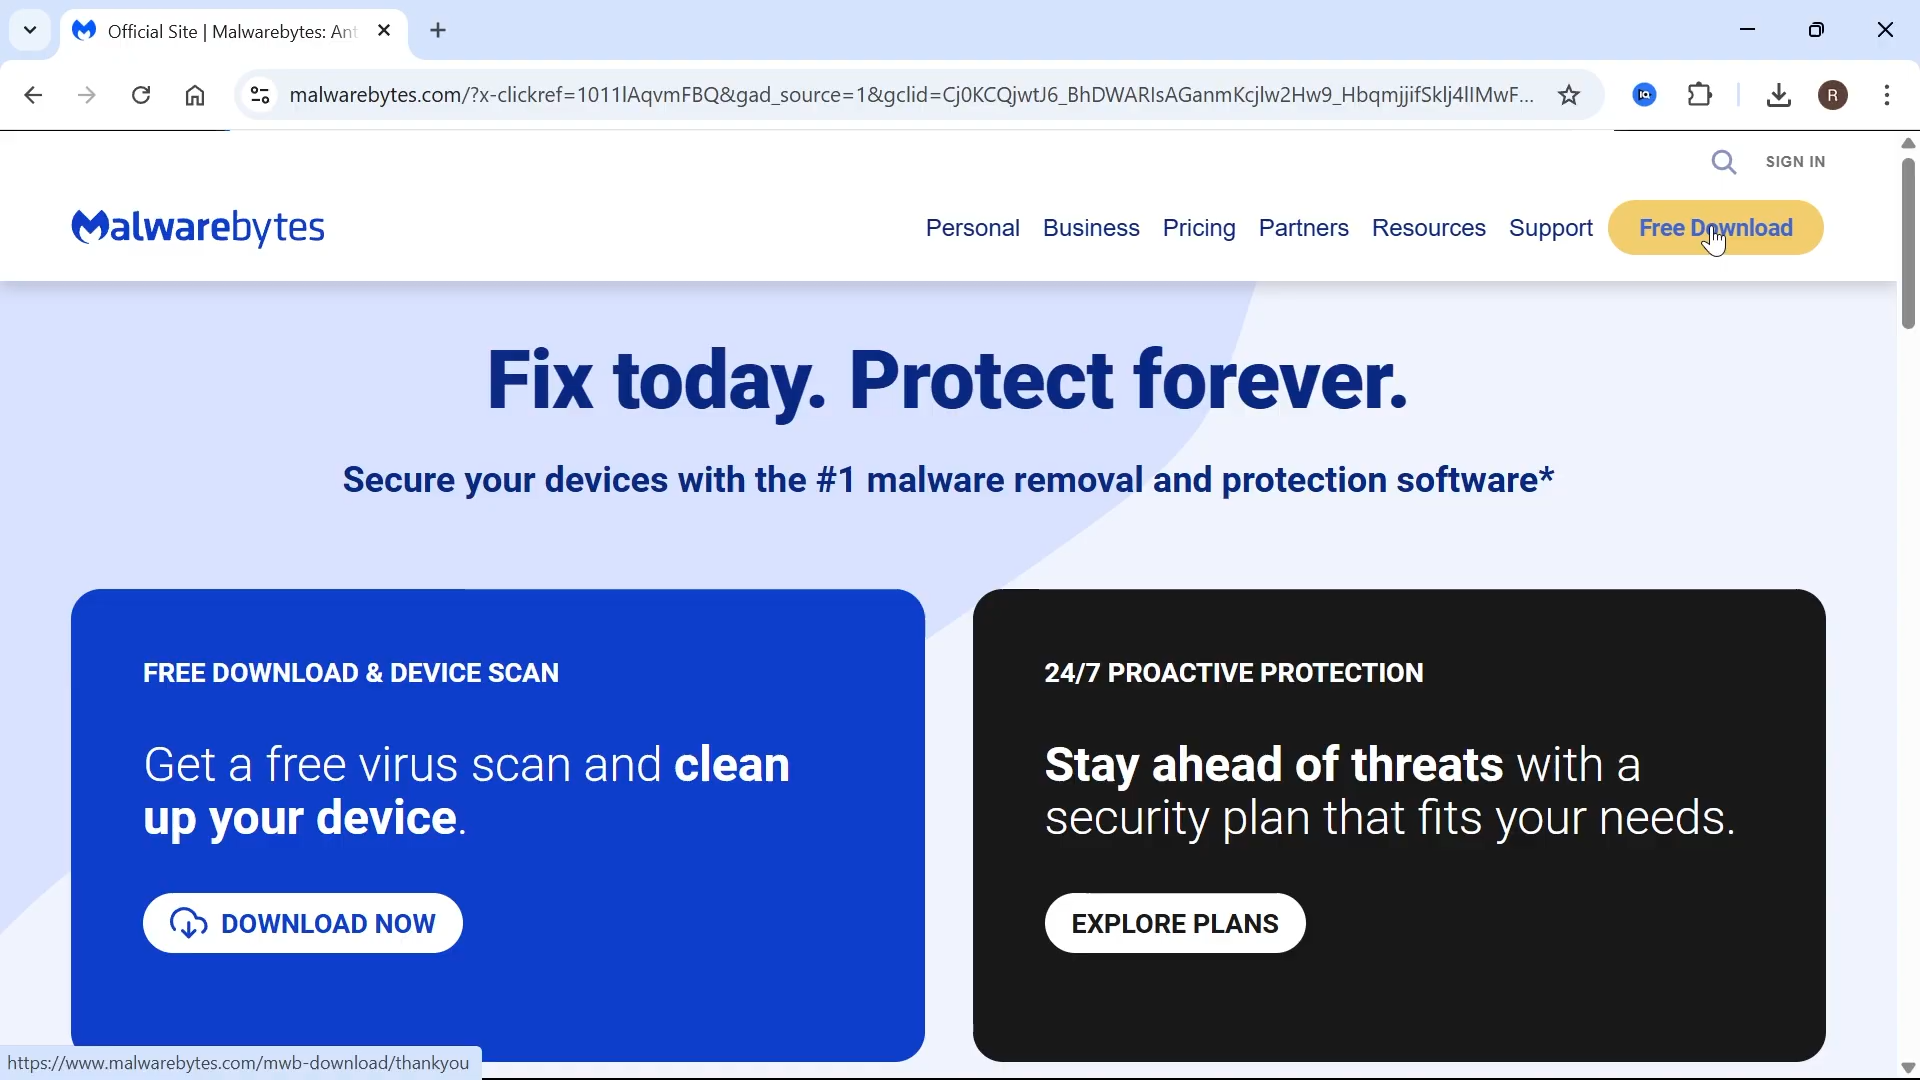 Official Site | Malwarebytes: Ant
malwarebytes.com/?x-clickref=1011lAqvmFBQ&gad_source=1&gclid=Cj0KCQjwtJ6_BhDWARIsAGanmKcjlw2Hw9_HbqmjjifSklj4lIMwF...
R
SIGN IN
Malwarebytes
Personal Business Pricing Partners Resources Support Free Download
Fix today. Protect forever.
Secure your devices with the #1 malware removal and protection software*
FREE DOWNLOAD & DEVICE SCAN
Get a free virus scan and clean
up your device.
DOWNLOAD NOW
24/7 PROACTIVE PROTECTION
Stay ahead of threats with a
security plan that fits your needs.
EXPLORE PLANS
https://www.malwarebytes.com/mwb-download/thankyou